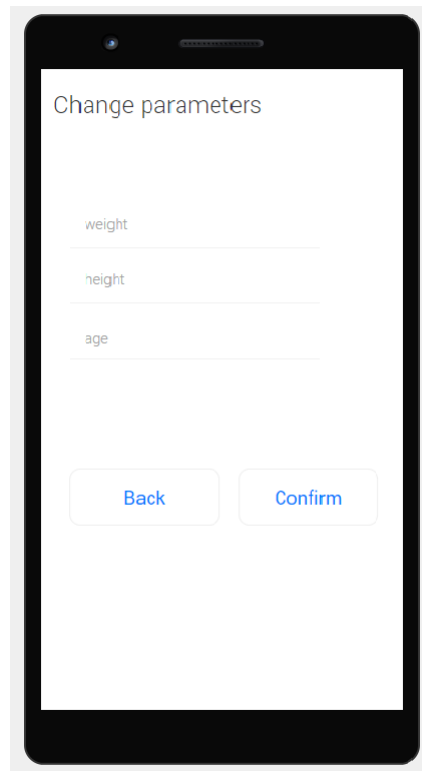 Change parameters
weight
height
age
Back
Confirm